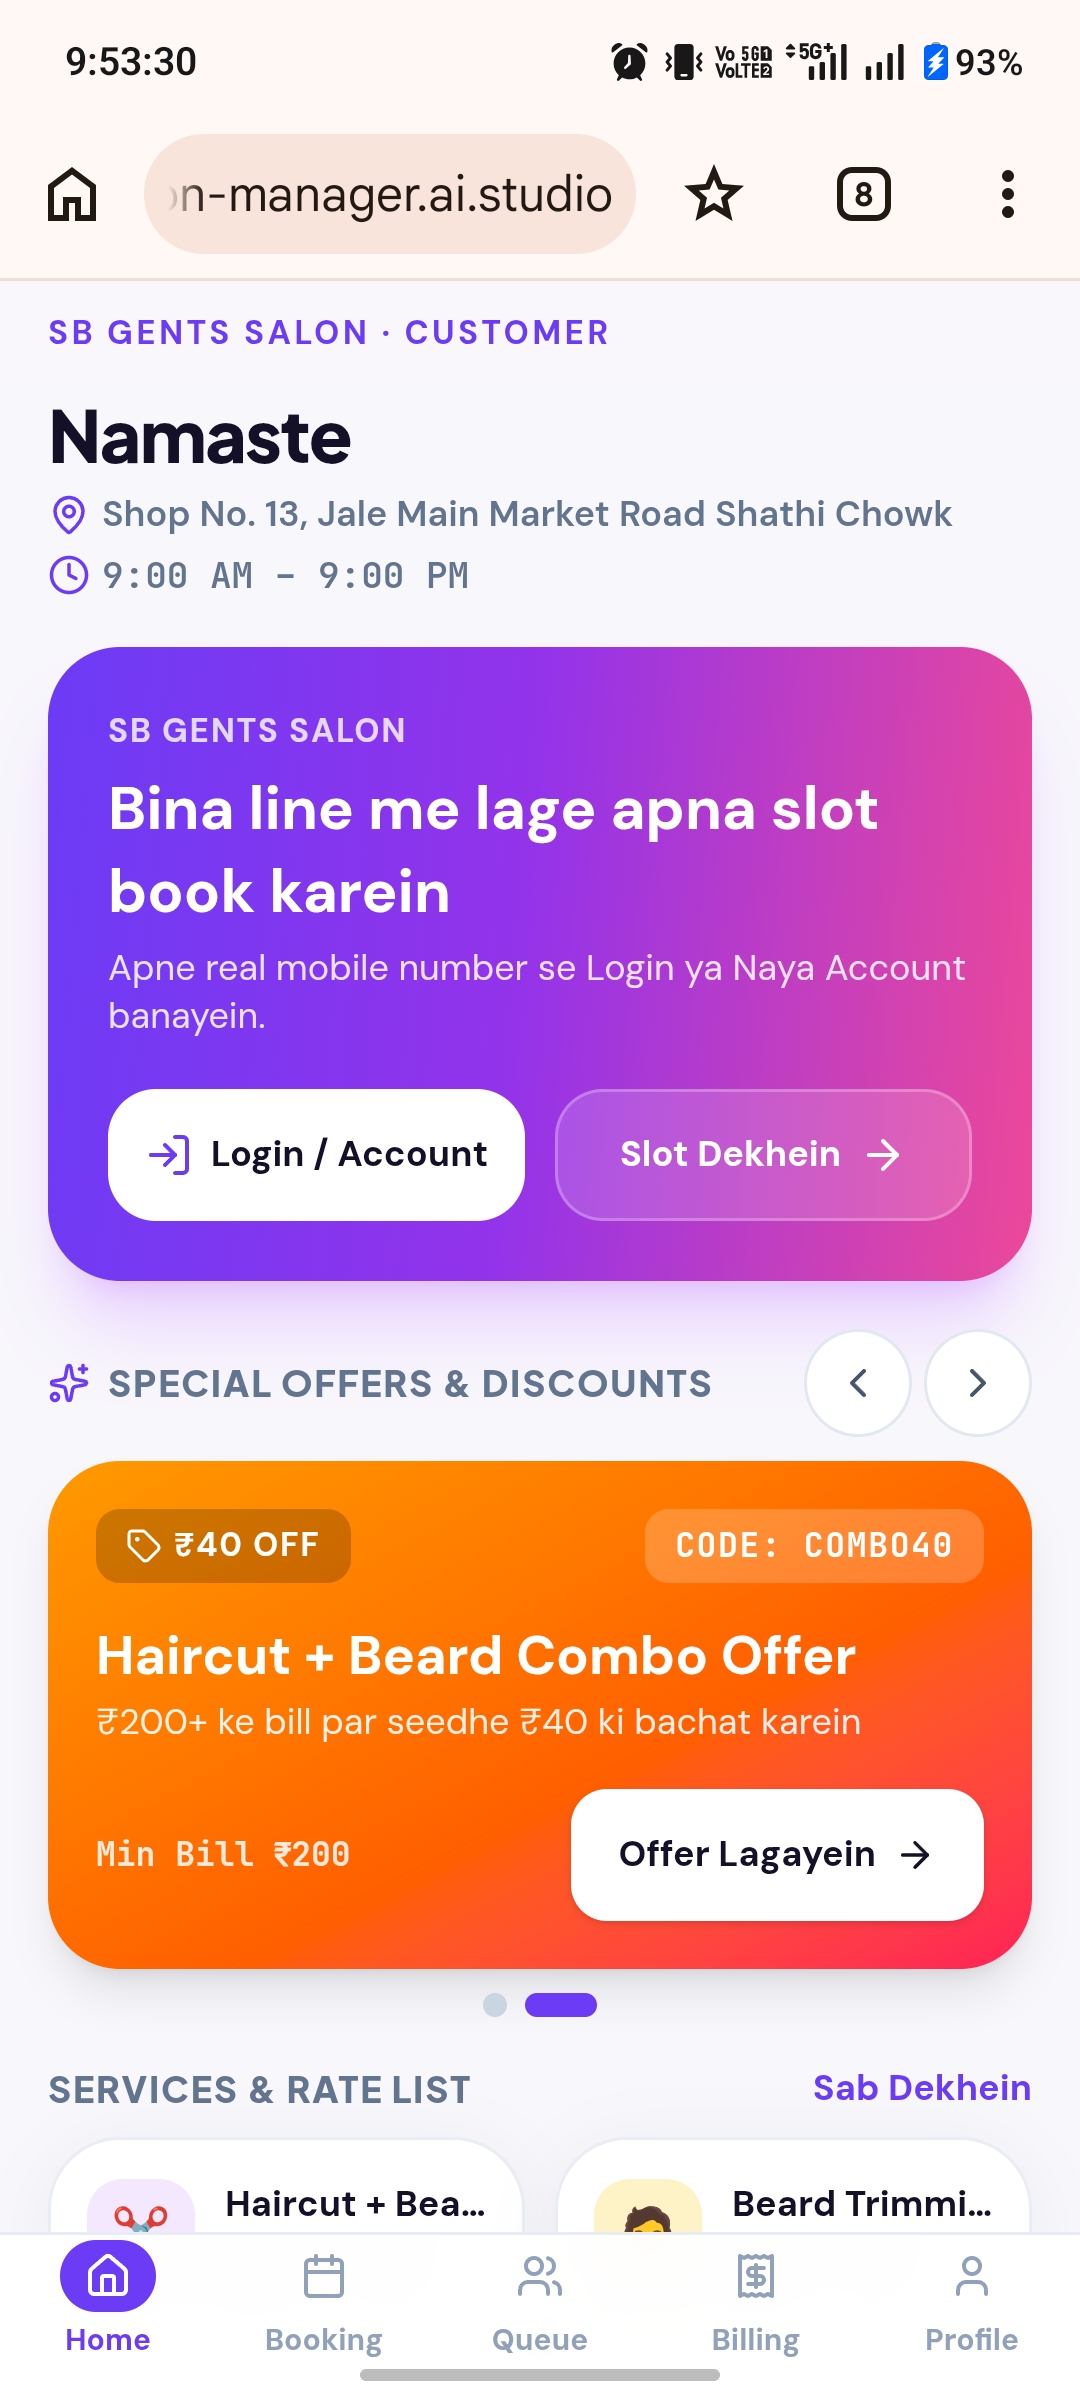 9:53:30
Vo 5G1 VoLTE2 5G+ 93%
n-manager.ai.studio
8
SB GENTS SALON · CUSTOMER
Namaste
Shop No. 13, Jale Main Market Road Shathi Chowk
9:00 AM – 9:00 PM
SB GENTS SALON
Bina line me lage apna slot
book karein
Apne real mobile number se Login ya Naya Account
banayein.
Login / Account
Slot Dekhein
SPECIAL OFFERS & DISCOUNTS
₹40 OFF
CODE: COMBO40
Haircut + Beard Combo Offer
₹200+ ke bill par seedhe ₹40 ki bachat karein
Min Bill ₹200
Offer Lagayein
SERVICES & RATE LIST
Sab Dekhein
Haircut + Bea...
Beard Trimmi...
Home
Booking
Queue
Billing
Profile